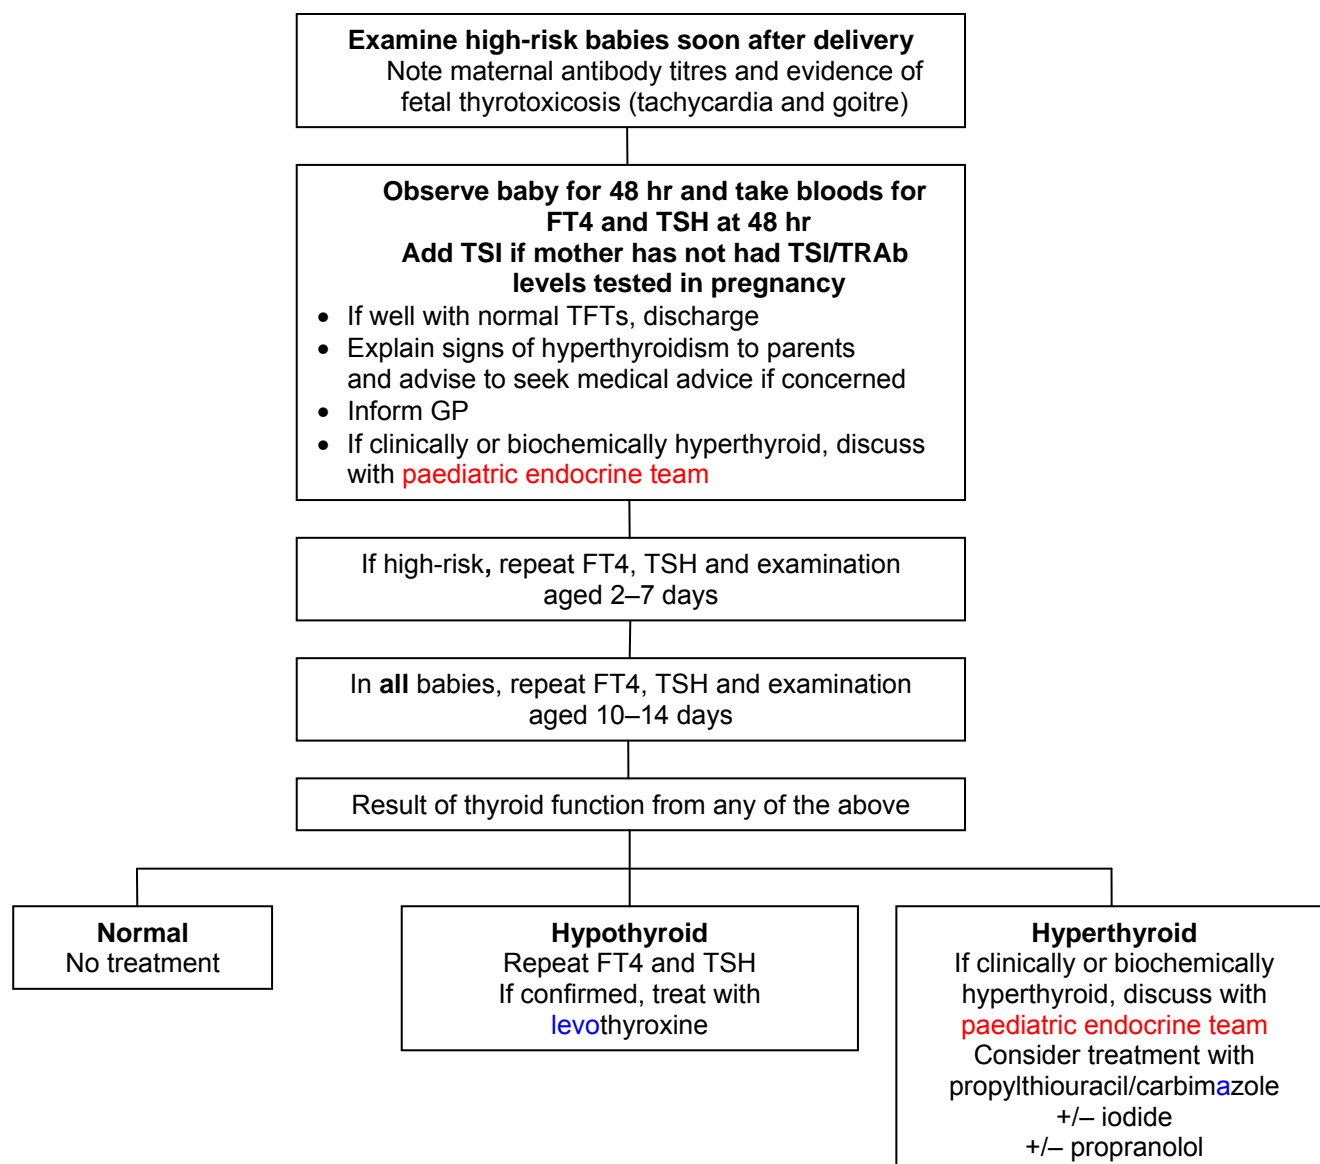 Examine high-risk babies soon after delivery
Note maternal antibody titres and evidence of
fetal thyrotoxicosis (tachycardia and goitre)
Observe baby for 48 hr and take bloods for
FT4 and TSH at 48 hr
Add TSI if mother has not had TSI/TRAb
levels tested in pregnancy
• If well with normal TFTs, discharge
• Explain signs of hyperthyroidism to parents
and advise to seek medical advice if concerned
• Inform GP
• If clinically or biochemically hyperthyroid, discuss
with paediatric endocrine team
If high-risk, repeat FT4, TSH and examination
aged 2–7 days
In all babies, repeat FT4, TSH and examination
aged 10–14 days
Result of thyroid function from any of the above
Normal
No treatment
Hypothyroid
Repeat FT4 and TSH
If confirmed, treat with
levothyroxine
Hyperthyroid
If clinically or biochemically
hyperthyroid, discuss with
paediatric endocrine team
Consider treatment with
propylthiouracil/carbimazole
+/– iodide
+/– propranolol